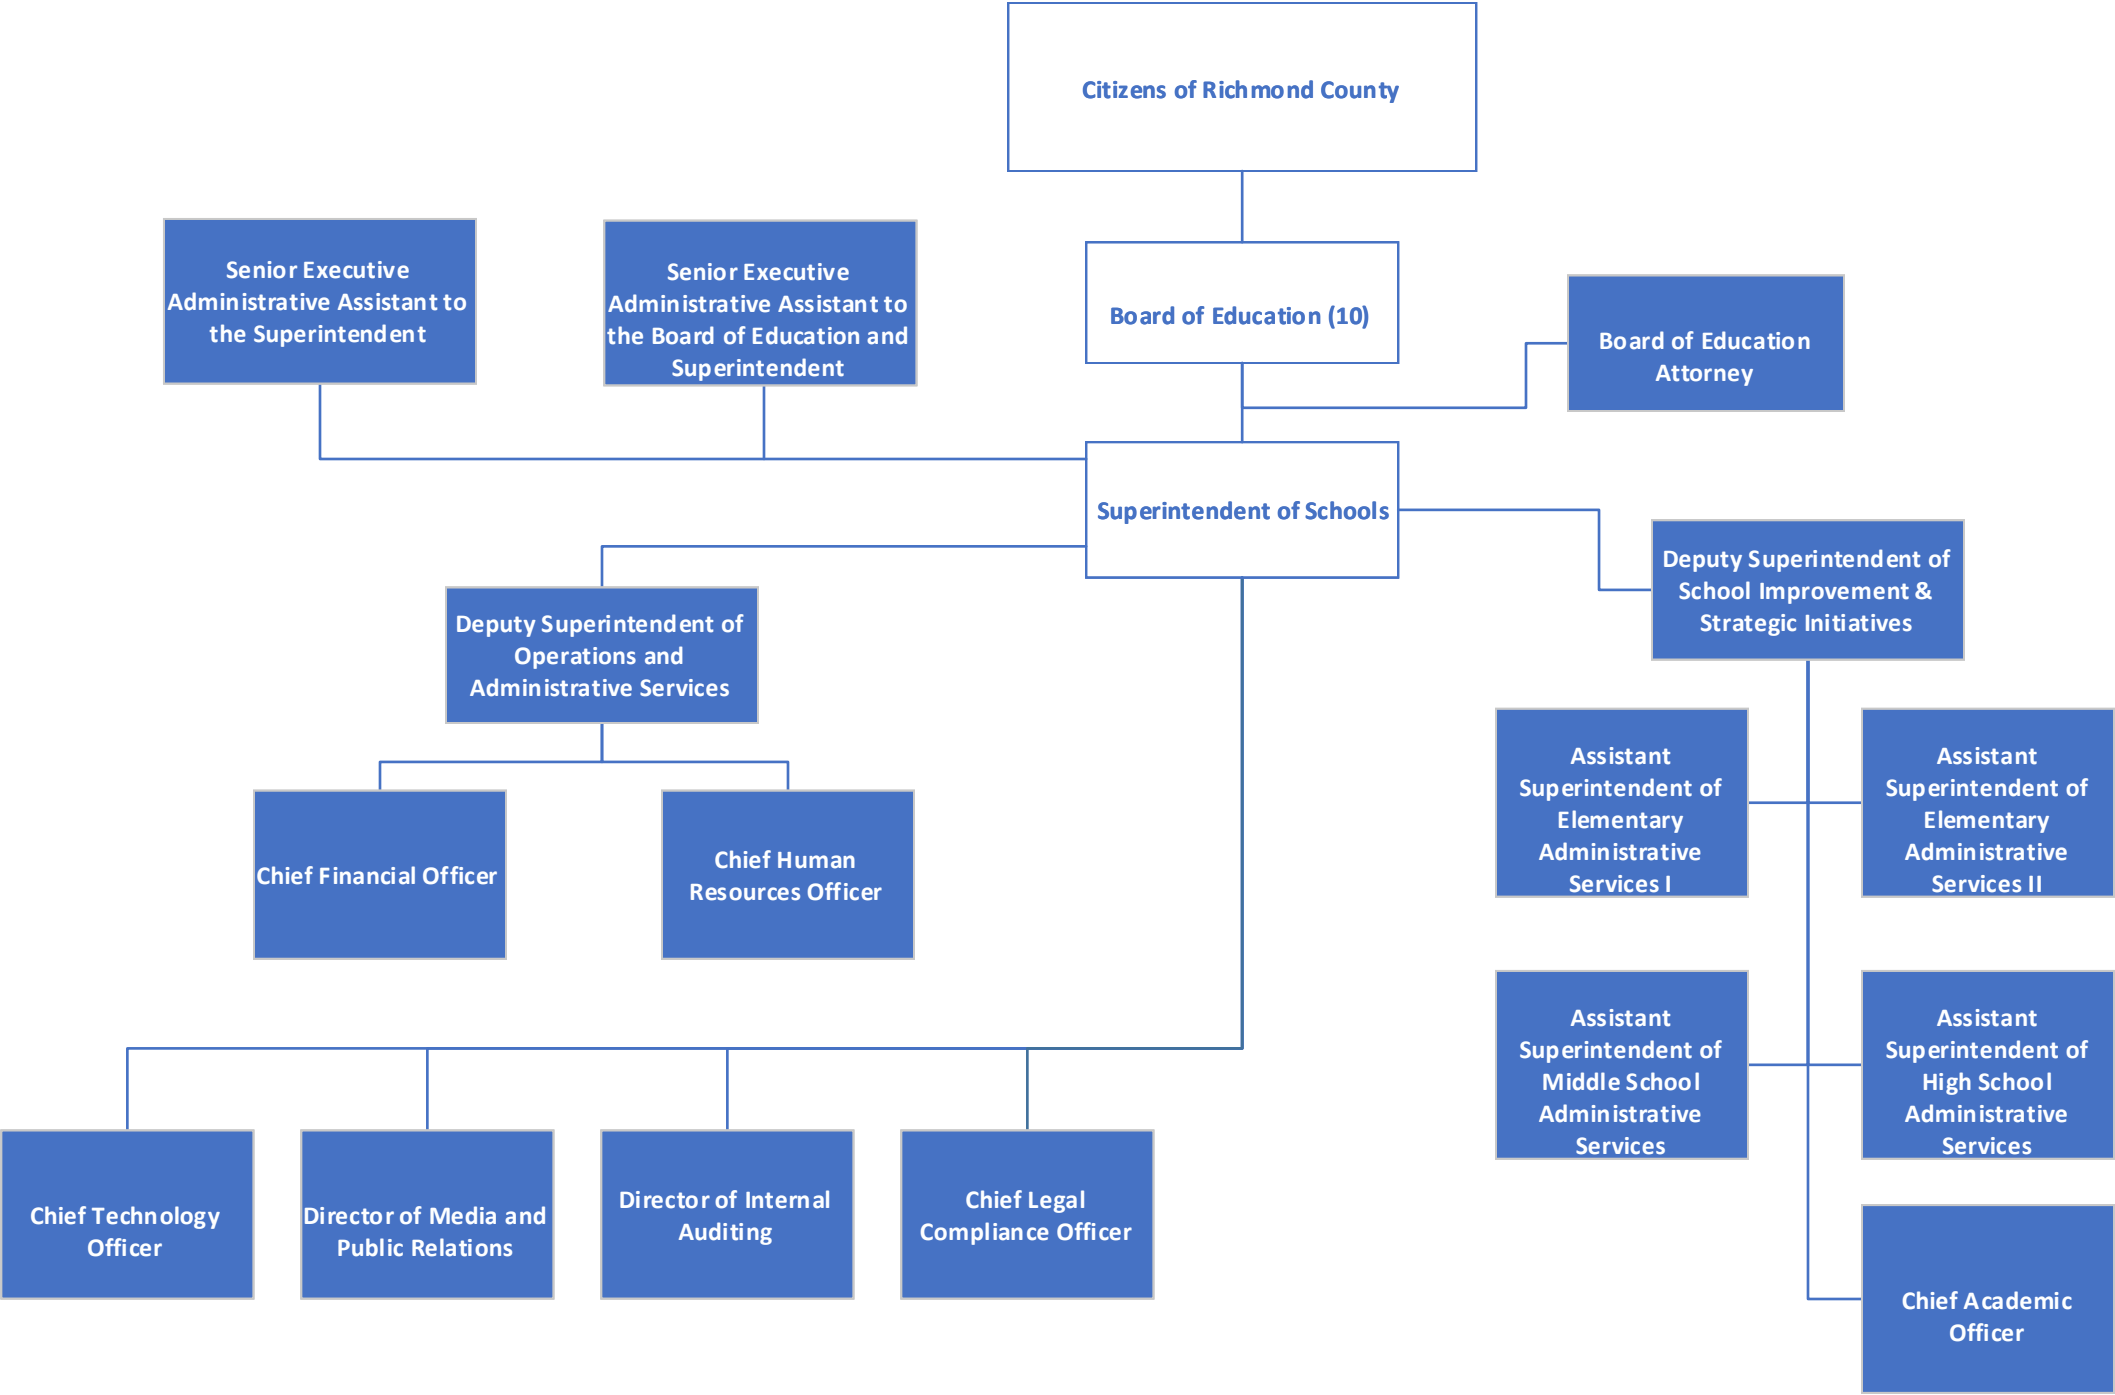 Citizens of Richmond County
Senior Executive
Administrative Assistant to
the Superintendent
Senior Executive
Administrative Assistant to
the Board of Education and
Superintendent
Board of Education (10)
Board of Education
Attorney
Superintendent of Schools
Deputy Superintendent of
School Improvement &
Strategic Initiatives
Deputy Superintendent of
Operations and
Administrative Services
Assistant
Superintendent of
Elementary
Administrative
Services I
Assistant
Superintendent of
Elementary
Administrative
Services II
Chief Financial Officer
Chief Human
Resources Officer
Assistant
Superintendent of
Middle School
Administrative
Services
Assistant
Superintendent of
High School
Administrative
Services
Chief Technology
Officer
Director of Media and
Public Relations
Director of Internal
Auditing
Chief Legal
Compliance Officer
Chief Academic
Officer